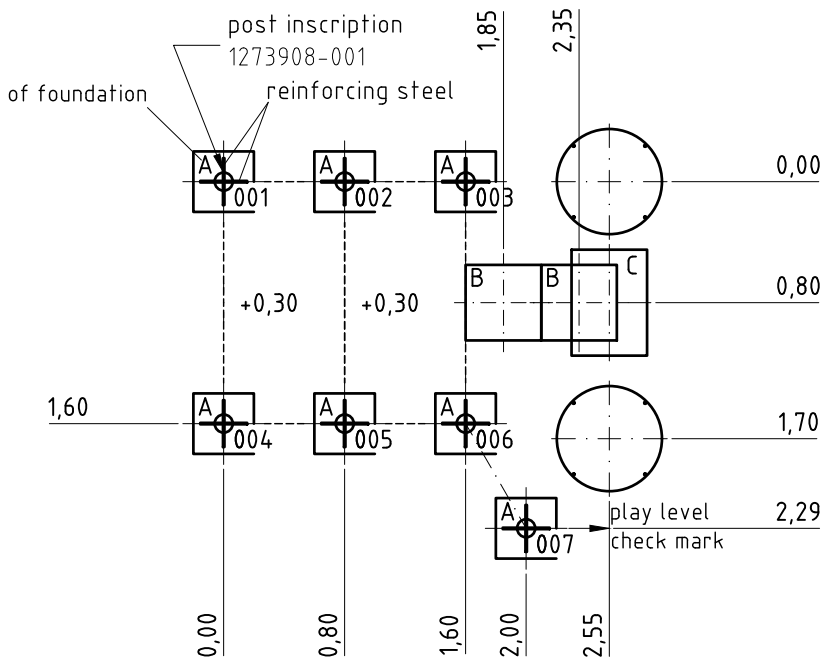 post inscription
1273908-001
of foundation
reinforcing steel
1,85
2,35
A
A
A
0,00
001
002
003
B
B
C
+0,30
+0,30
0,80
1,60
A
A
A
004
005
006
1,70
A
007
play level
check mark
2,29
0,00
0,80
1,60
2,00
2,55